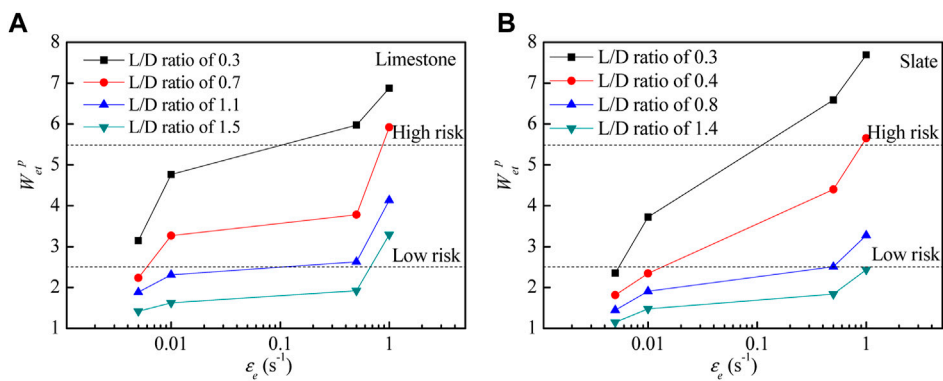 A
8
7
6
5
4
3
2
1
W_et^p
L/D ratio of 0.3
L/D ratio of 0.7
L/D ratio of 1.1
L/D ratio of 1.5
Limestone
High risk
Low risk
0.01
0.1
1
ε_e (s⁻¹)
B
8
7
6
5
4
3
2
1
W_et^p
L/D ratio of 0.3
L/D ratio of 0.4
L/D ratio of 0.8
L/D ratio of 1.4
Slate
High risk
Low risk
0.01
0.1
1
ε_e (s⁻¹)